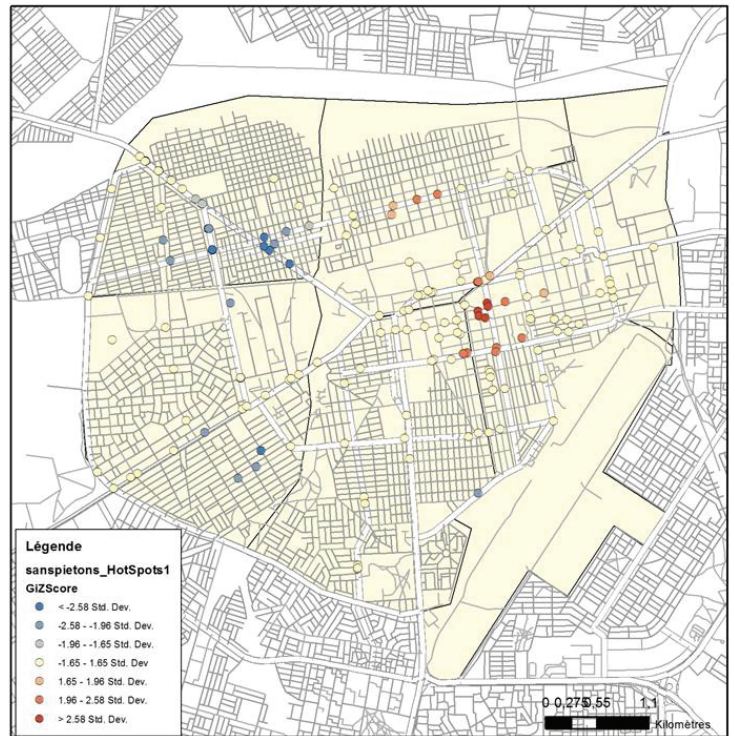 Légende
sanspietons_HotSpots1
GiZScore
< -2.58 Std. Dev.
-2.58 - -1.96 Std. Dev.
-1.96 - -1.65 Std. Dev.
-1.65 - 1.65 Std. Dev
1.65 - 1.96 Std. Dev.
1.96 - 2.58 Std. Dev.
> 2.58 Std. Dev.
0 0,275 0,55 1,1
Kilomètres